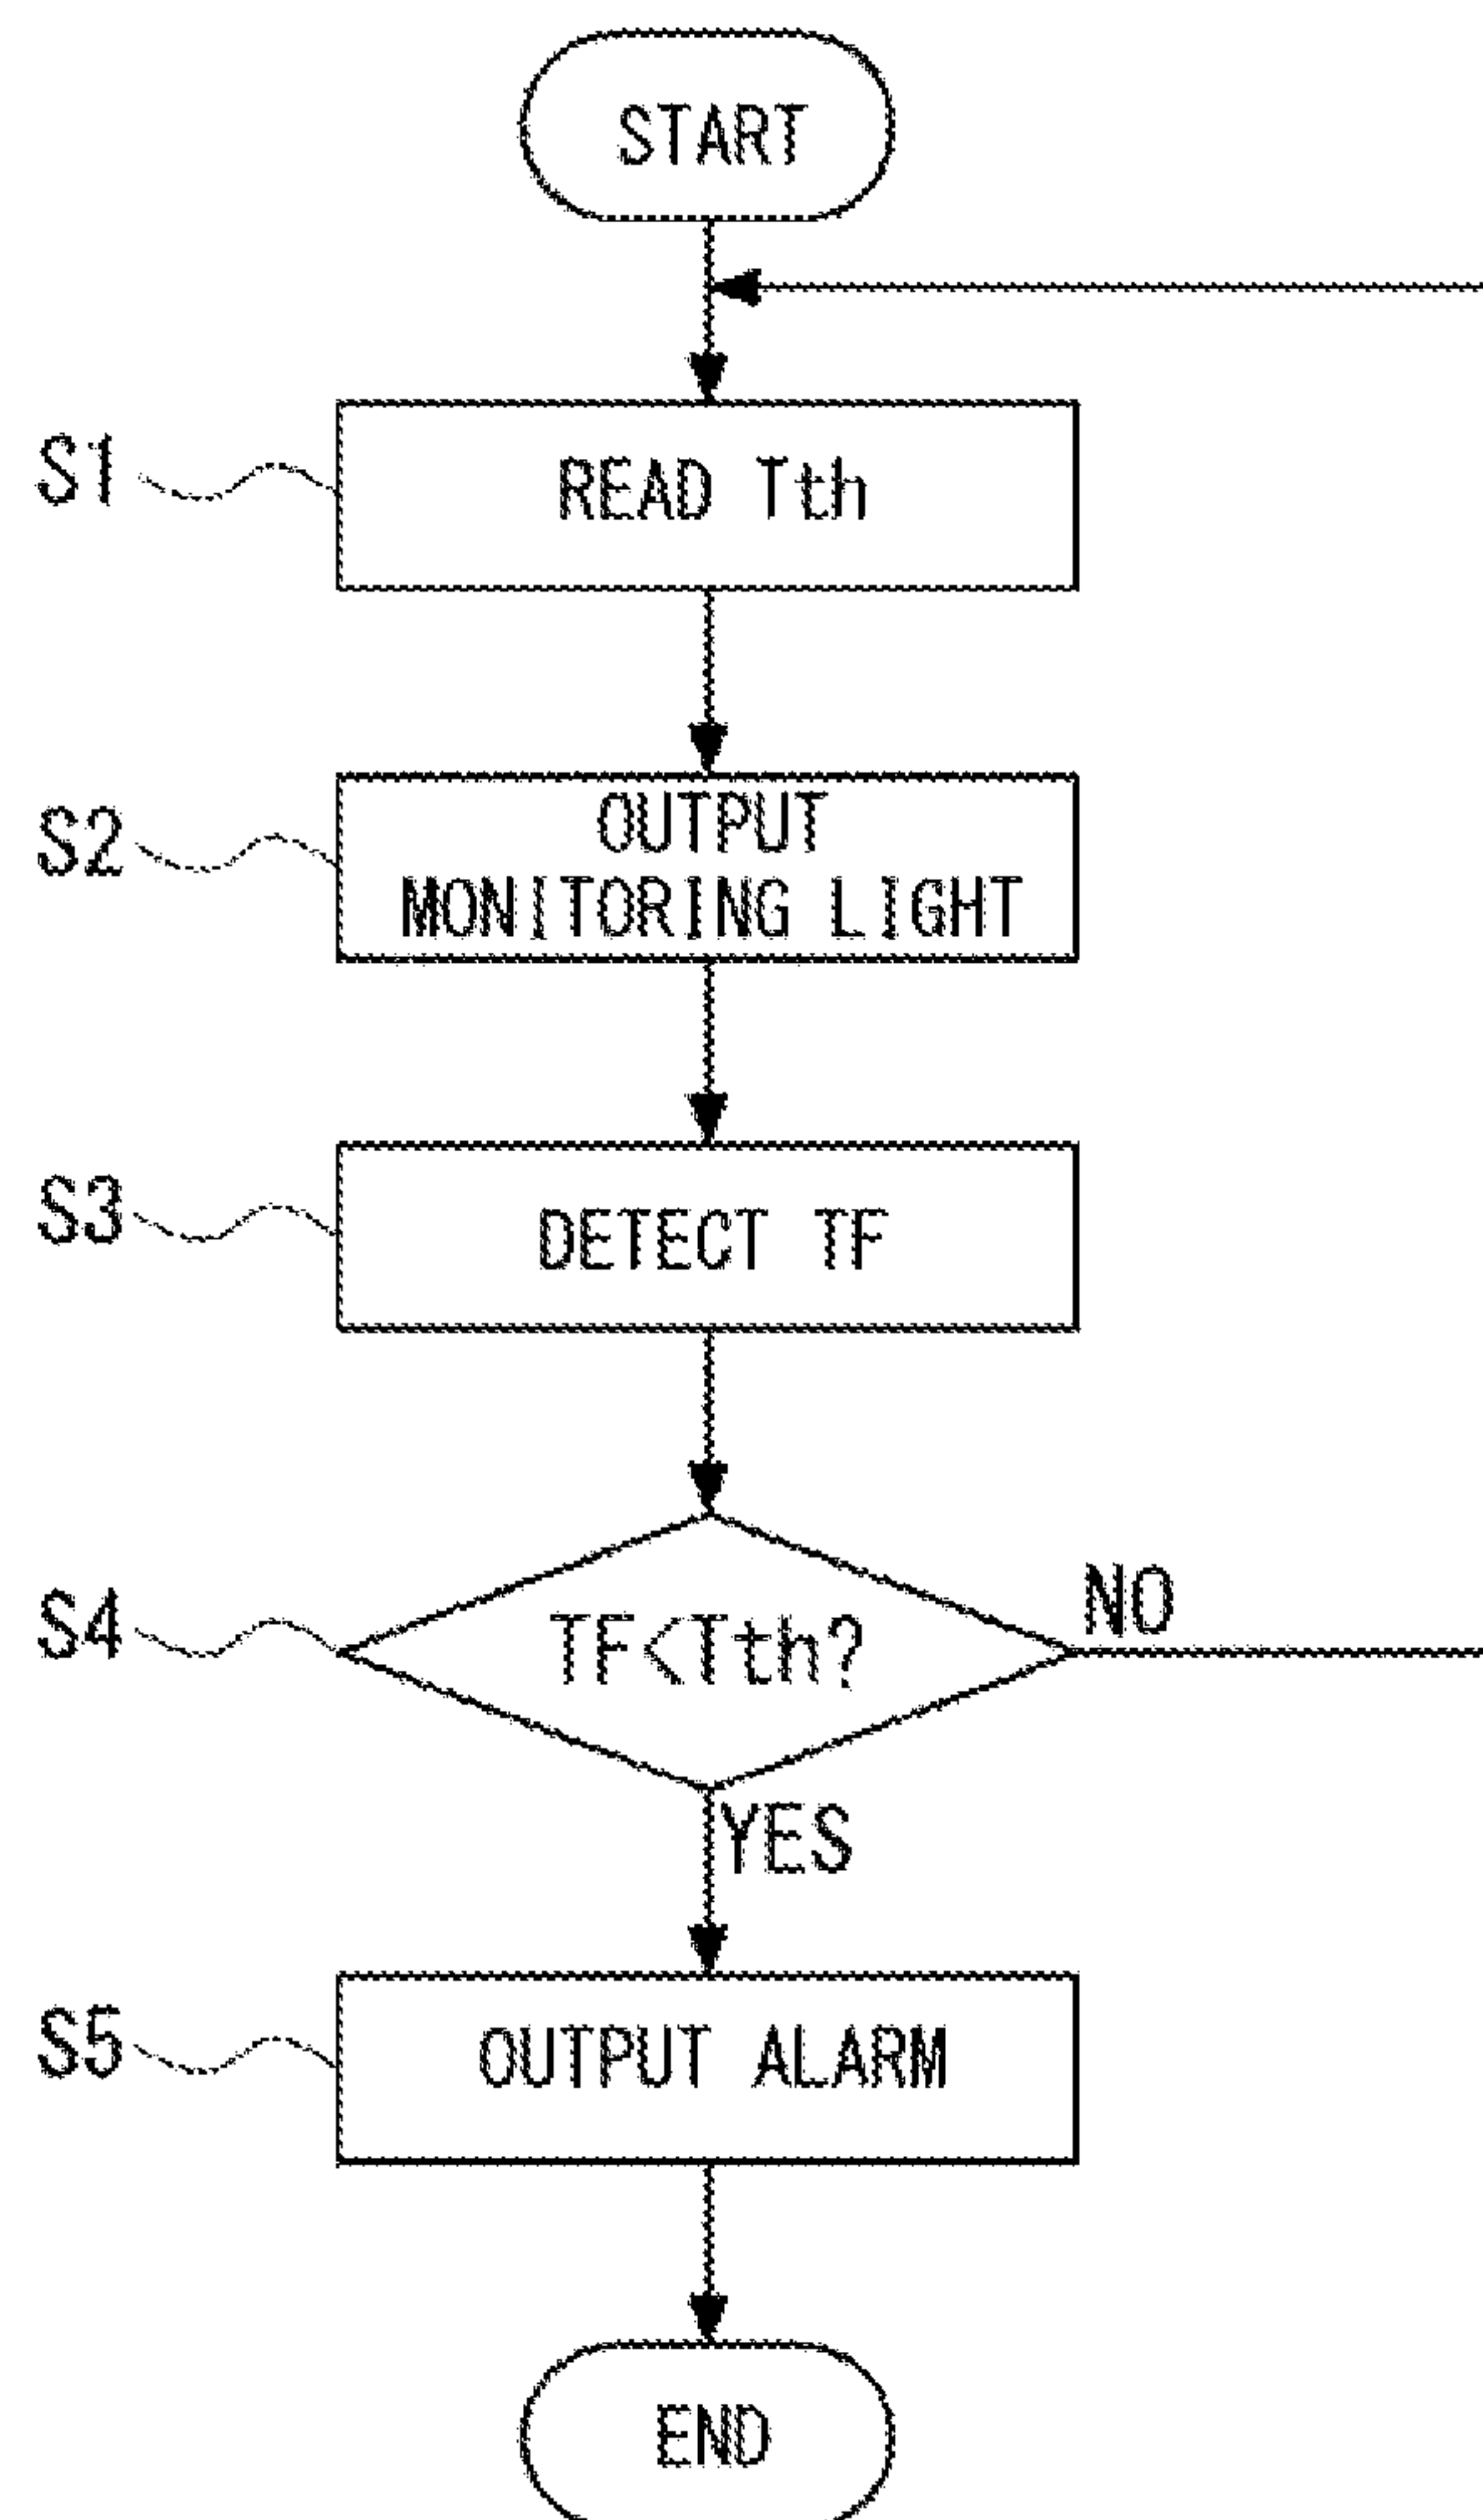 START
S1
READ Tth
S2
OUTPUT
MONITORING LIGHT
S3
DETECT TF
S4
TF<Tth?
NO
YES
S5
OUTPUT ALARM
END